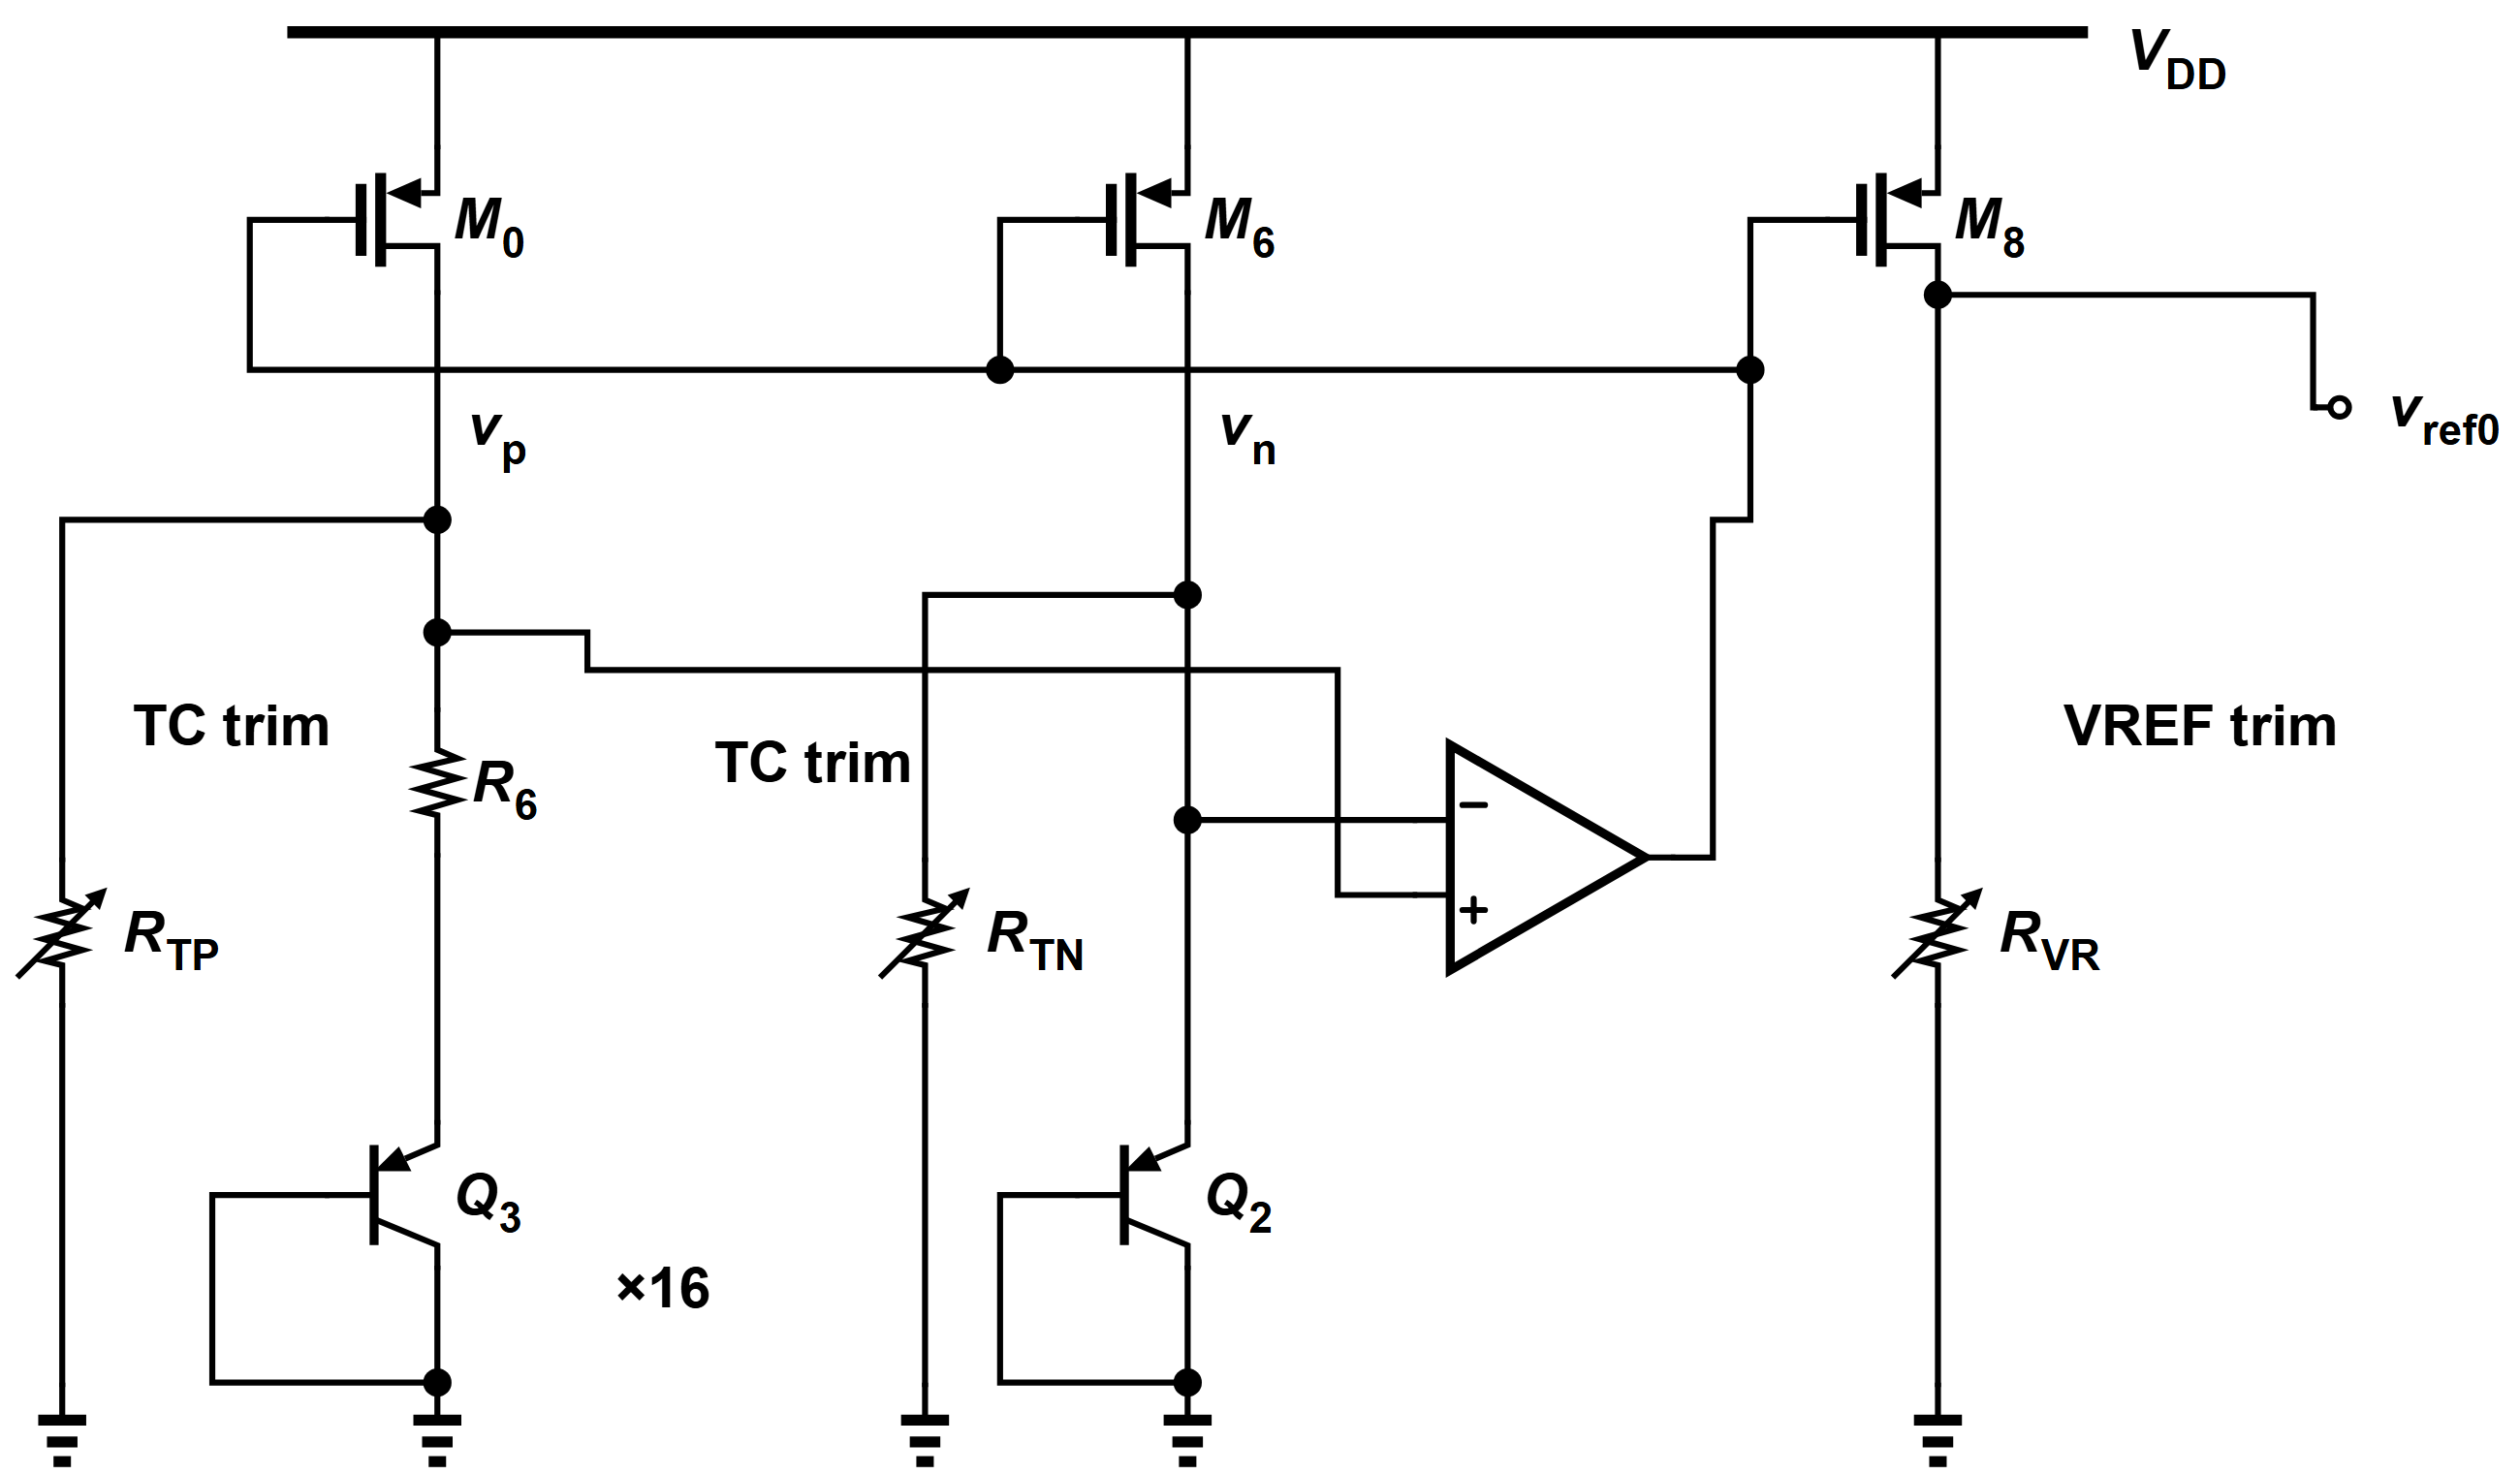 VDD
M0
M6
M8
vp
vn
vref0
TC trim
TC trim
VREF trim
R6
−
+
RTP
RTN
RVR
Q3
Q2
×16